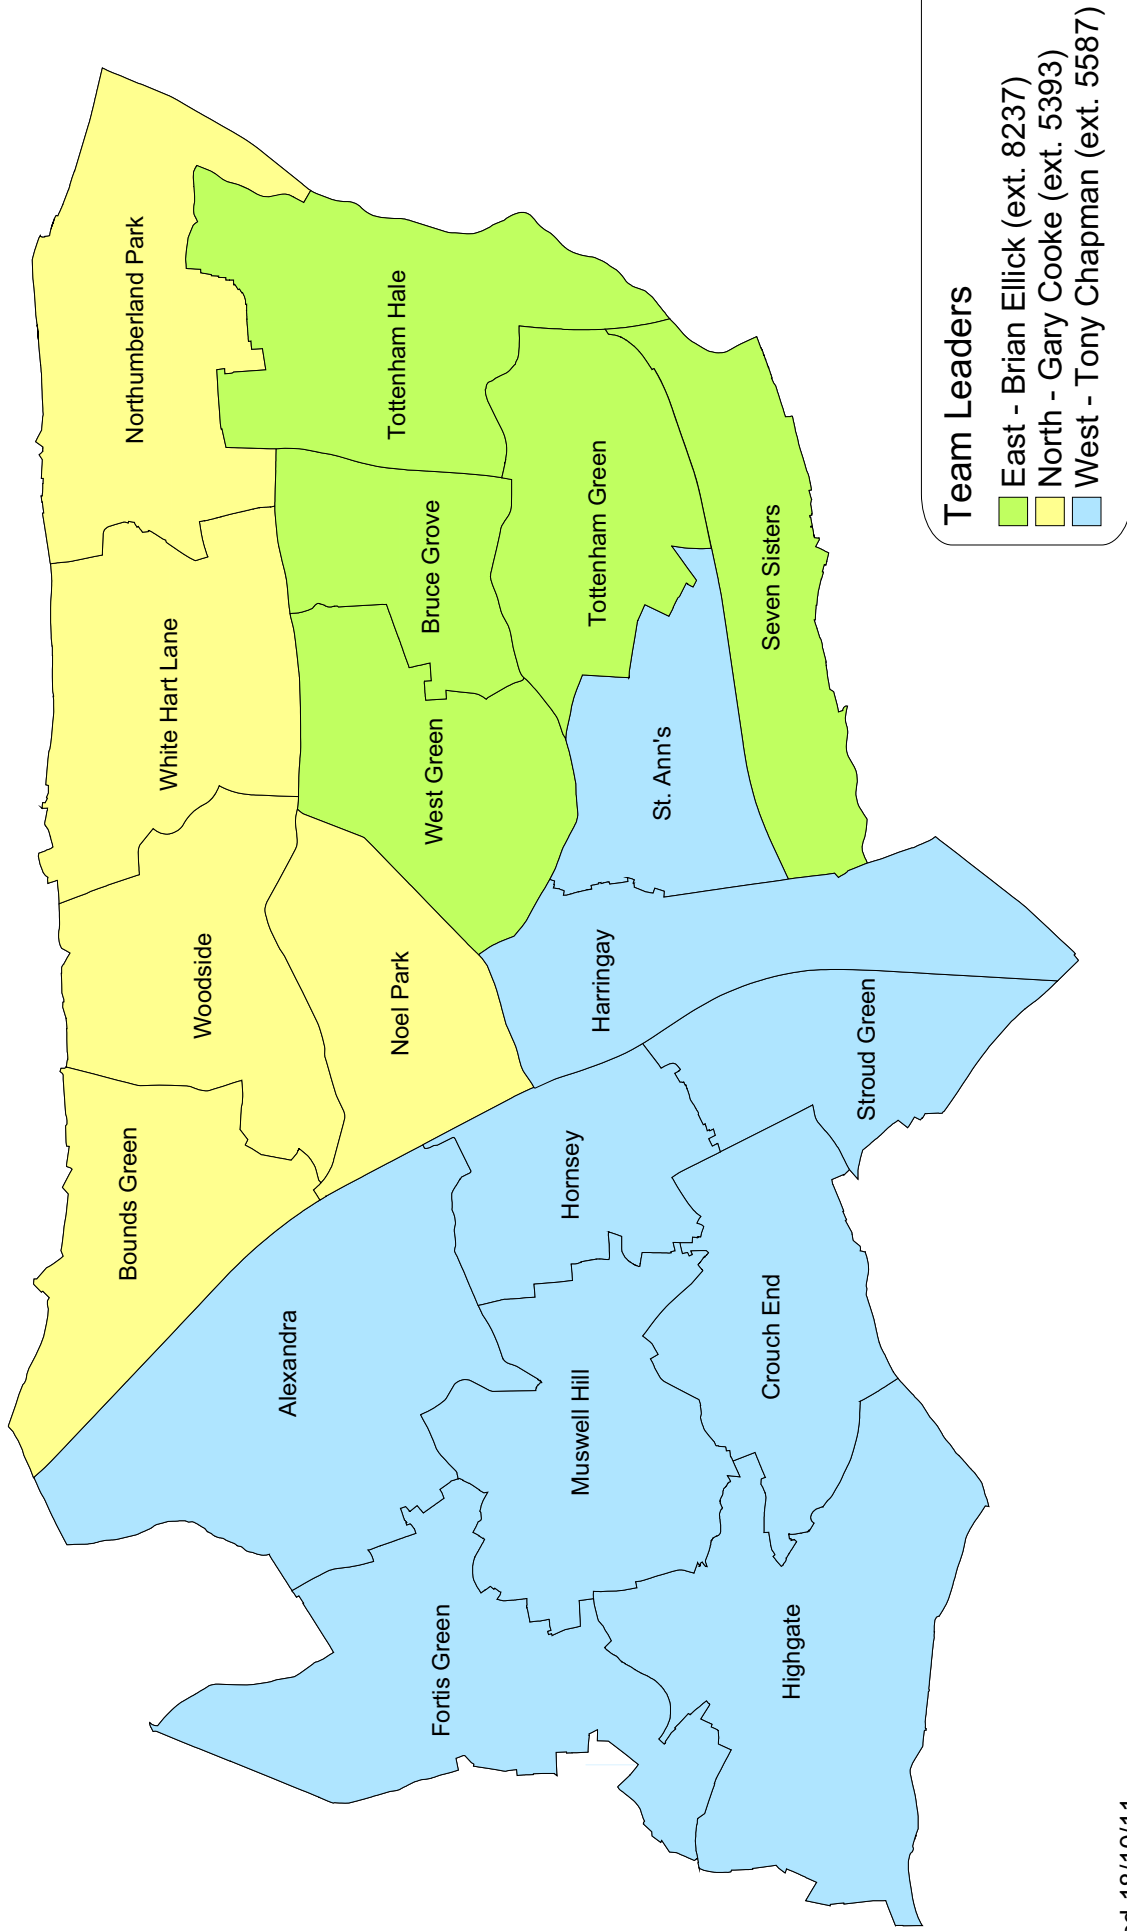 Northumberland Park
White Hart Lane
Woodside
Bounds Green
Noel Park
Tottenham Hale
Bruce Grove
West Green
Tottenham Green
Seven Sisters
St. Ann's
Harringay
Stroud Green
Hornsey
Alexandra
Muswell Hill
Crouch End
Fortis Green
Highgate
Team Leaders
East - Brian Ellick (ext. 8237)
North - Gary Cooke (ext. 5393)
West - Tony Chapman (ext. 5587)